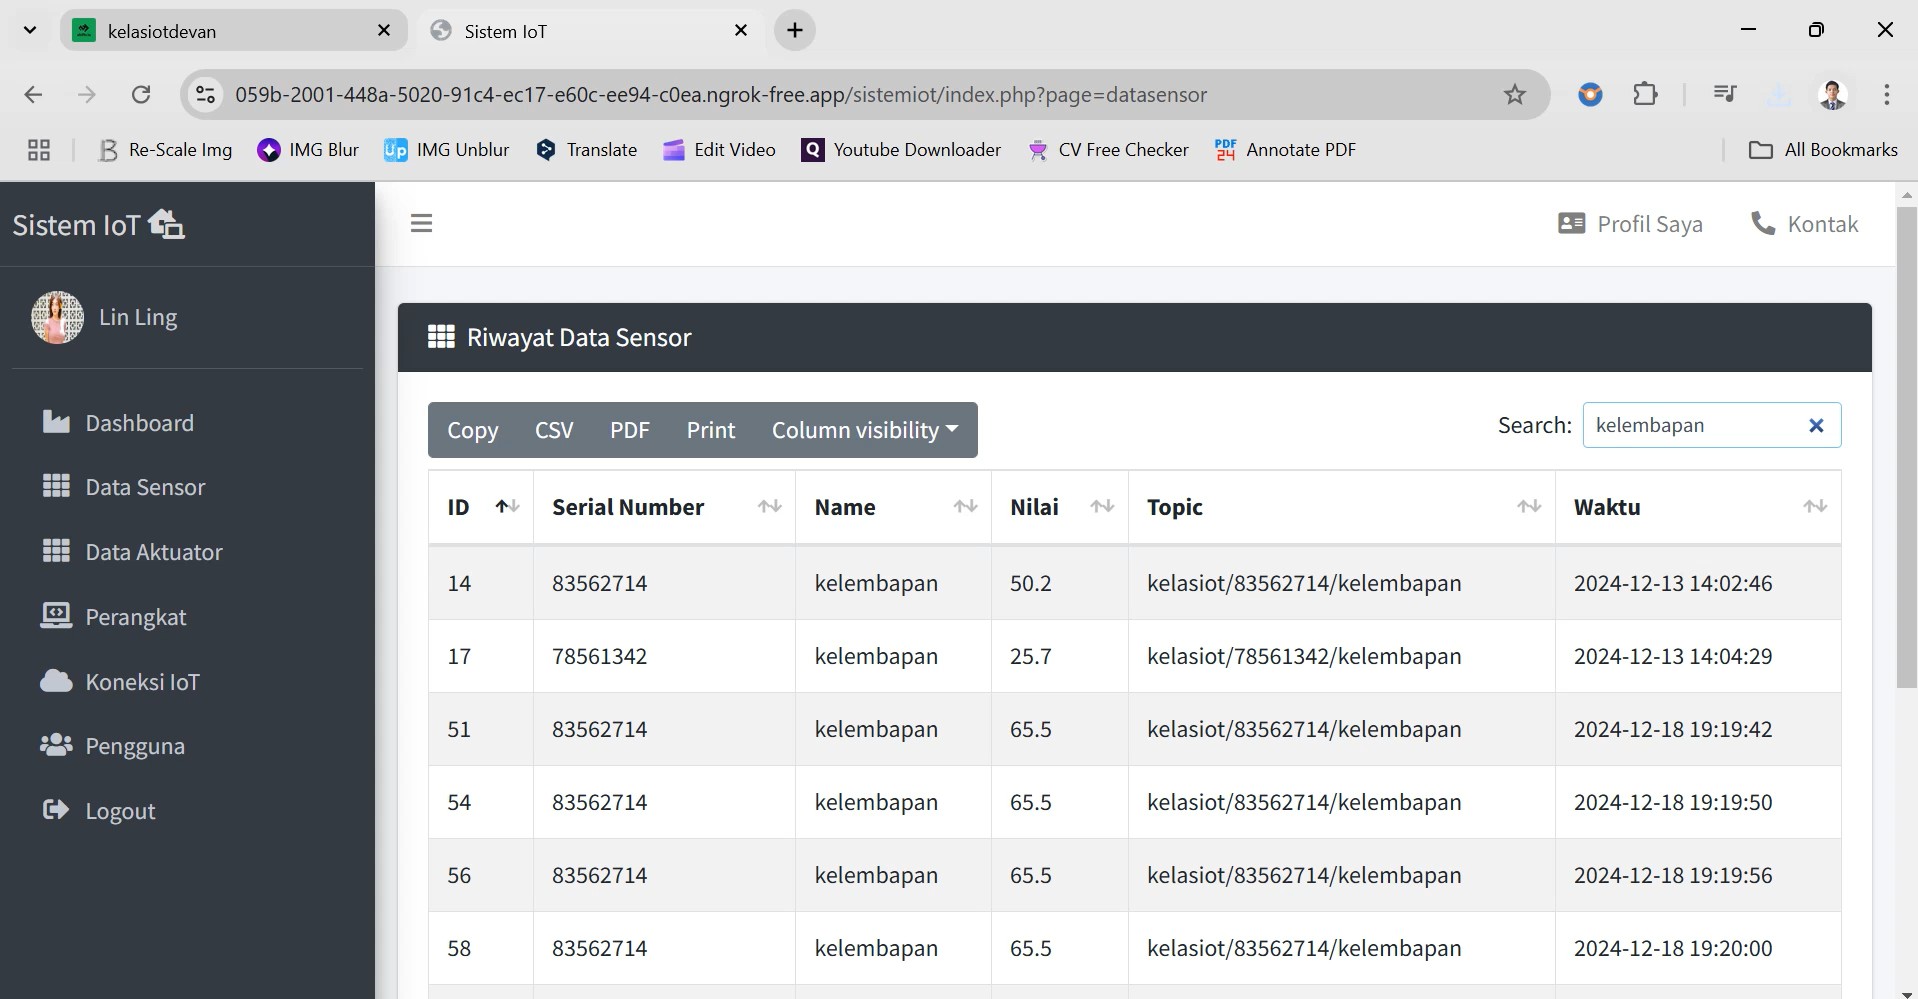 kelasiotdevan
Sistem IoT
059b-2001-448a-5020-91c4-ec17-e60c-ee94-c0ea.ngrok-free.app/sistemiot/index.php?page=datasensor
Re-Scale Img
IMG Blur
Up
IMG Unblur
Translate
Edit Video
Q
Youtube Downloader
CV Free Checker
PDF
24
Annotate PDF
All Bookmarks
Sistem IoT
Profil Saya
Kontak
Lin Ling
Dashboard
Data Sensor
Data Aktuator
Perangkat
Koneksi IoT
Pengguna
Logout
Riwayat Data Sensor
Copy CSV PDF Print Column visibility
Search: kelembapan
ID Serial Number Name Nilai Topic Waktu
14 83562714 kelembapan 50.2 kelasiot/83562714/kelembapan 2024-12-13 14:02:46
17 78561342 kelembapan 25.7 kelasiot/78561342/kelembapan 2024-12-13 14:04:29
51 83562714 kelembapan 65.5 kelasiot/83562714/kelembapan 2024-12-18 19:19:42
54 83562714 kelembapan 65.5 kelasiot/83562714/kelembapan 2024-12-18 19:19:50
56 83562714 kelembapan 65.5 kelasiot/83562714/kelembapan 2024-12-18 19:19:56
58 83562714 kelembapan 65.5 kelasiot/83562714/kelembapan 2024-12-18 19:20:00